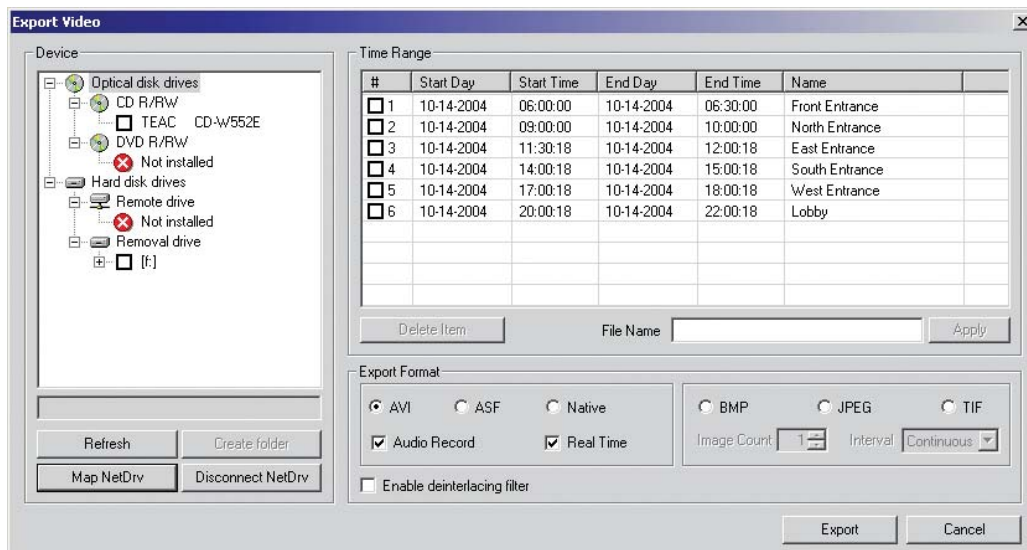 Export Video
Device
Optical disk drives
CD R/RW
TEAC CD-W552E
DVD R/RW
Not installed
Hard disk drives
Remote drive
Not installed
Removal drive
[f:]
Refresh
Create folder
Map NetDrv
Disconnect NetDrv
Time Range
# Start Day Start Time End Day End Time Name
1 10-14-2004 06:00:00 10-14-2004 06:30:00 Front Entrance
2 10-14-2004 09:00:00 10-14-2004 10:00:00 North Entrance
3 10-14-2004 11:30:18 10-14-2004 12:00:18 East Entrance
4 10-14-2004 14:00:18 10-14-2004 15:00:18 South Entrance
5 10-14-2004 17:00:18 10-14-2004 18:00:18 West Entrance
6 10-14-2004 20:00:18 10-14-2004 22:00:18 Lobby
Delete Item File Name Apply
Export Format
AVI ASF Native
Audio Record Real Time
BMP JPEG TIF
Image Count 1 Interval Continuous
Enable deinterlacing filter
Export Cancel